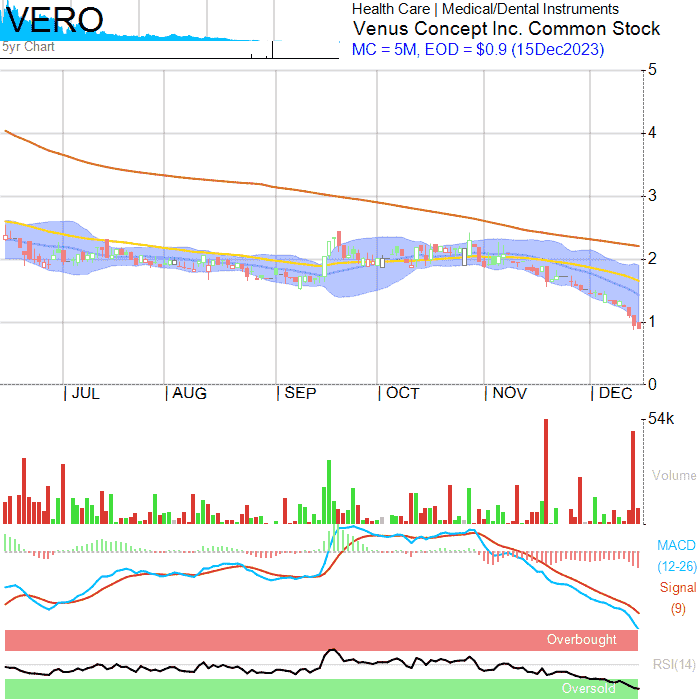 VERO
5yr Chart
Health Care | Medical/Dental Instruments
Venus Concept Inc. Common Stock
MC = 5M, EOD = $0.9 (15Dec2023)
5
4
3
2
1
0
| JUL | AUG | SEP | OCT | NOV | DEC
54k
Volume
MACD
(12-26)
Signal
(9)
Overbought
RSI(14)
Oversold